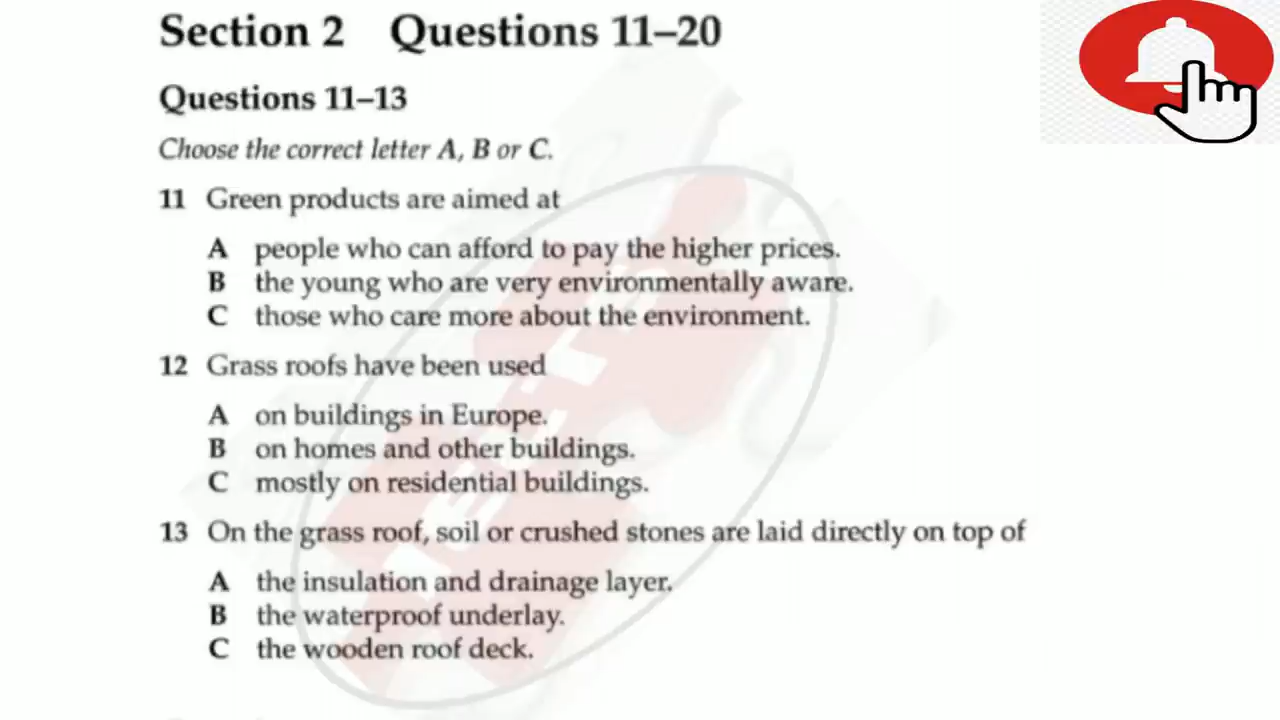 Section 2 Questions 11–20
Questions 11–13
Choose the correct letter A, B or C.
11 Green products are aimed at
A people who can afford to pay the higher prices.
B the young who are very environmentally aware.
C those who care more about the environment.
12 Grass roofs have been used
A on buildings in Europe.
B on homes and other buildings.
C mostly on residential buildings.
13 On the grass roof, soil or crushed stones are laid directly on top of
A the insulation and drainage layer.
B the waterproof underlay.
C the wooden roof deck.